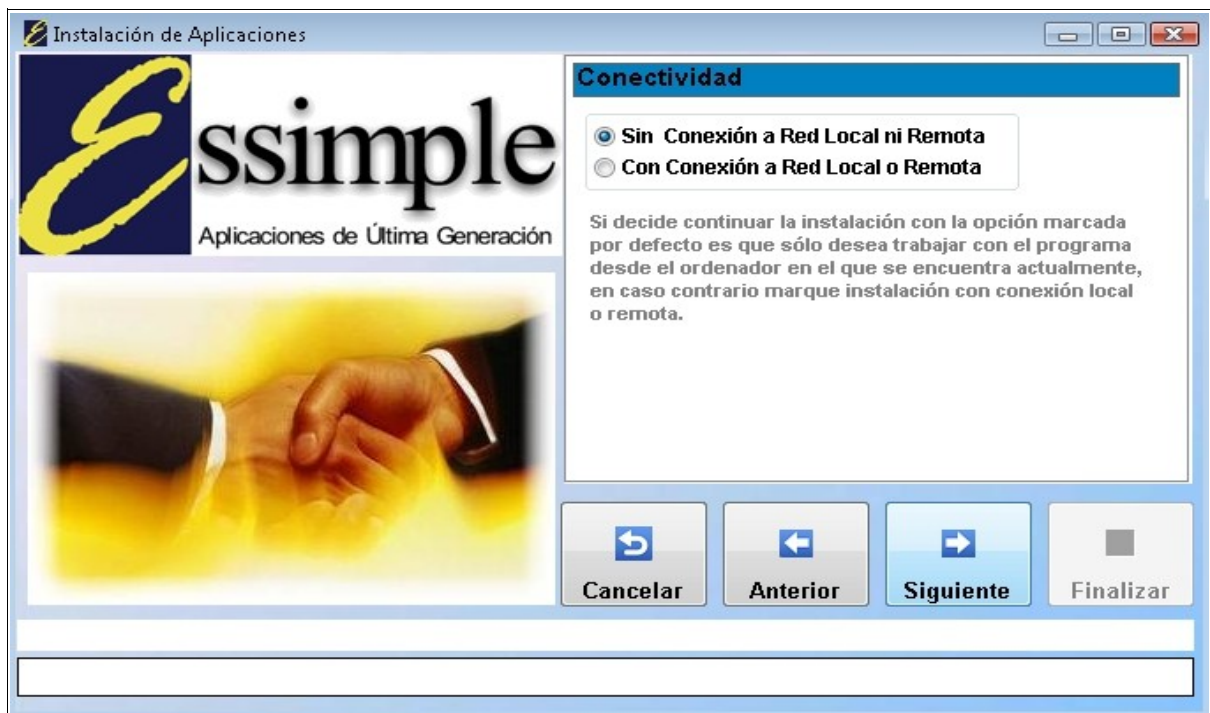 Instalación de Aplicaciones
Essimple
Aplicaciones de Última Generación
Conectividad
Sin Conexión a Red Local ni Remota
Con Conexión a Red Local o Remota
Si decide continuar la instalación con la opción marcada
por defecto es que sólo desea trabajar con el programa
desde el ordenador en el que se encuentra actualmente,
en caso contrario marque instalación con conexión local
o remota.
Cancelar
Anterior
Siguiente
Finalizar